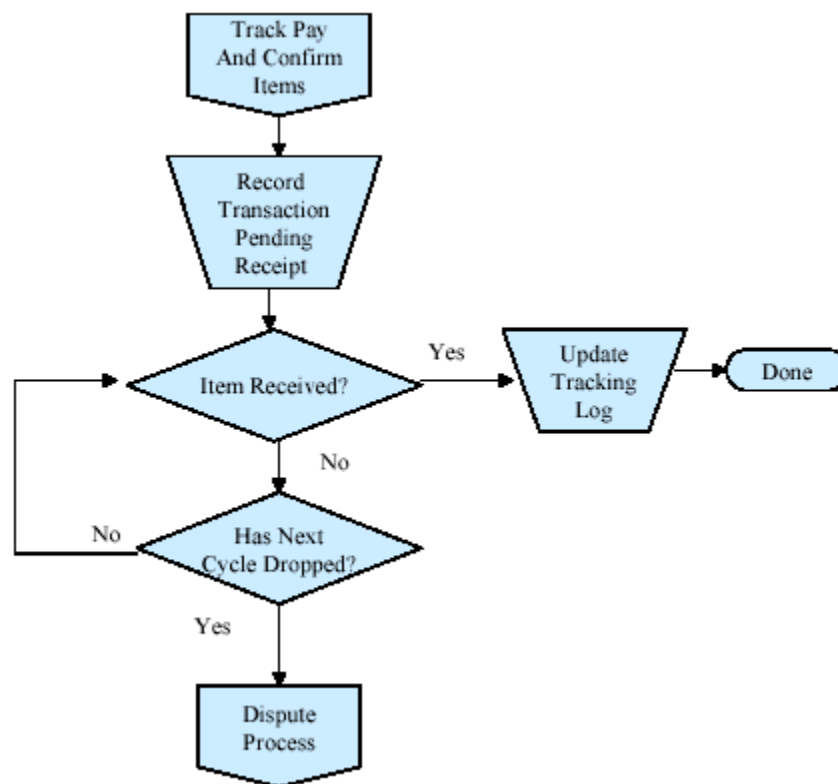 Track Pay
And Confirm
Items
Record
Transaction
Pending
Receipt
Item Received?
Yes
Update
Tracking
Log
Done
No
Has Next
Cycle Dropped?
No
Yes
Dispute
Process